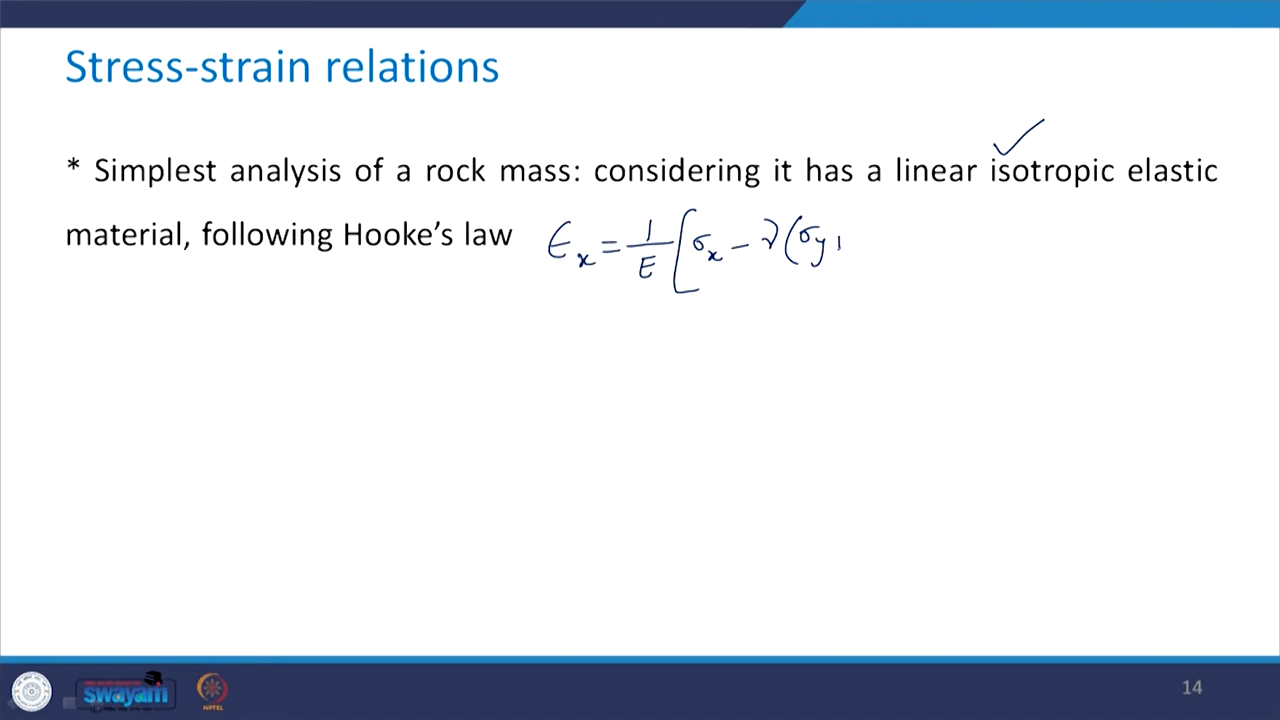 Stress-strain relations
* Simplest analysis of a rock mass: considering it has a linear isotropic elastic
material, following Hooke's law ϵx = 1/E [σx − ν(σy
swayam
NPTEL
14